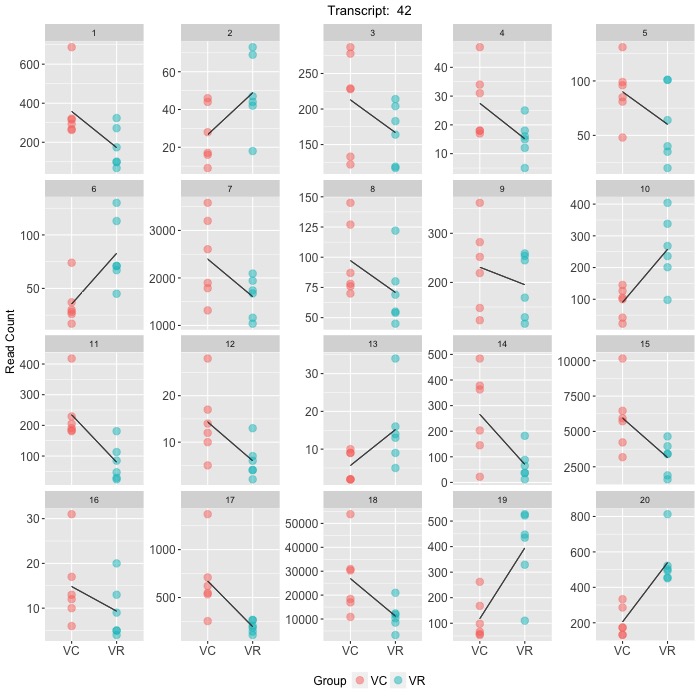 Transcript: 42
1 2 3 4 5
600 400 200
60 40 20
250 200 150
40 30 20 10
100 50
6 7 8 9 10
100 50
3000 2000 1000
150 125 100 75 50
300 200
400 300 200 100
Read Count
11 12 13 14 15
400 300 200 100
20 10
30 20 10
500 400 300 200 100 0
10000 7500 5000 2500
16 17 18 19 20
30 20 10
1000 500
50000 40000 30000 20000 10000
500 400 300 200 100
800 600 400 200
VC VR VC VR VC VR VC VR VC VR
Group VC VR